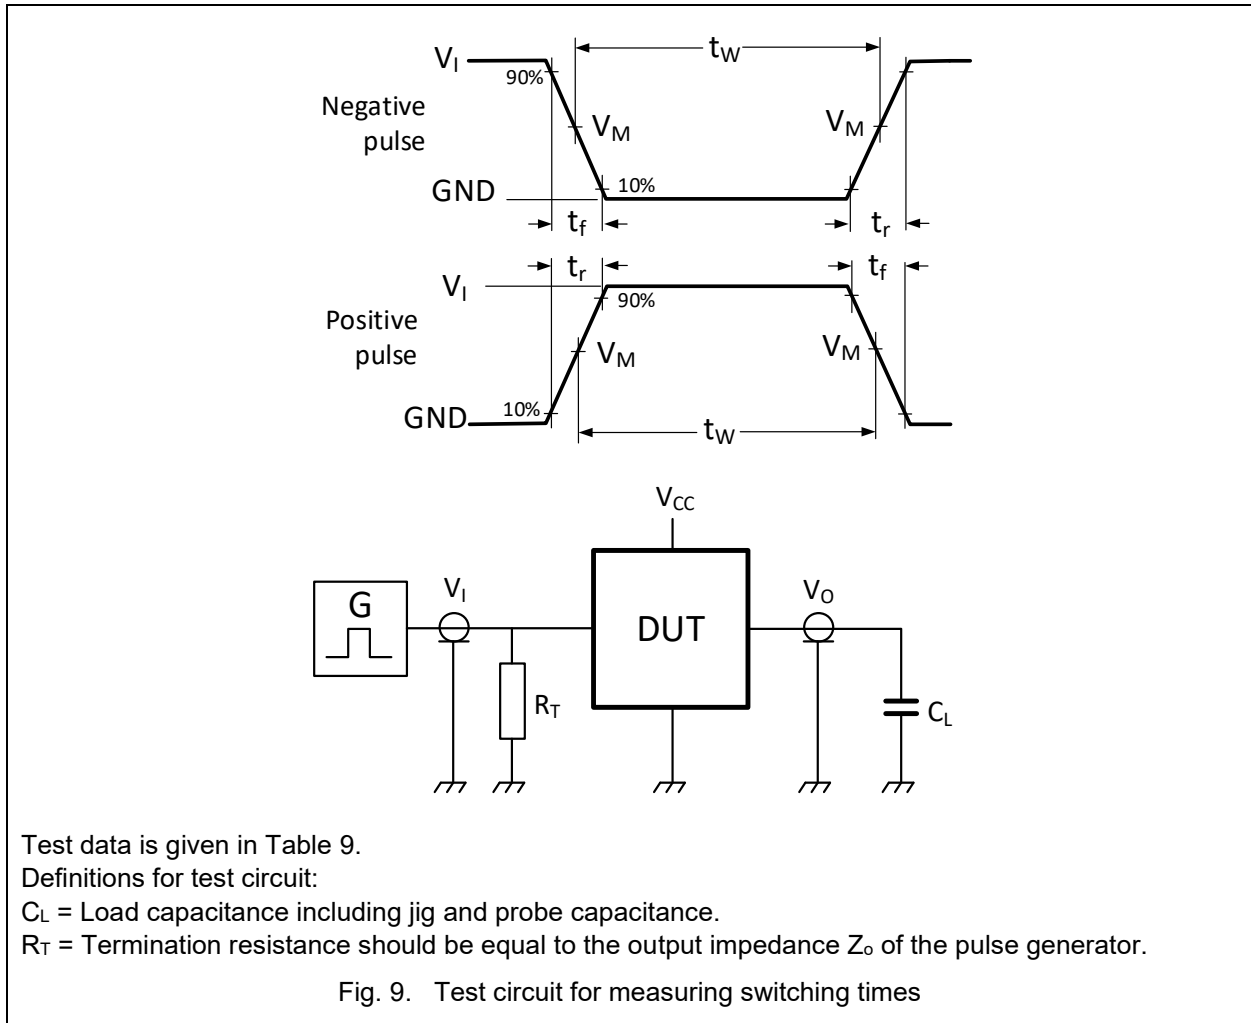 t_W
V_I
90%
Negative
pulse
V_M
V_M
GND
10%
t_f
t_r
t_r
t_f
V_I
90%
Positive
pulse
V_M
V_M
10%
GND
t_W
V_CC
G
V_I
DUT
V_O
R_T
C_L
Test data is given in Table 9.
Definitions for test circuit:
C_L = Load capacitance including jig and probe capacitance.
R_T = Termination resistance should be equal to the output impedance Z_o of the pulse generator.
Fig. 9. Test circuit for measuring switching times